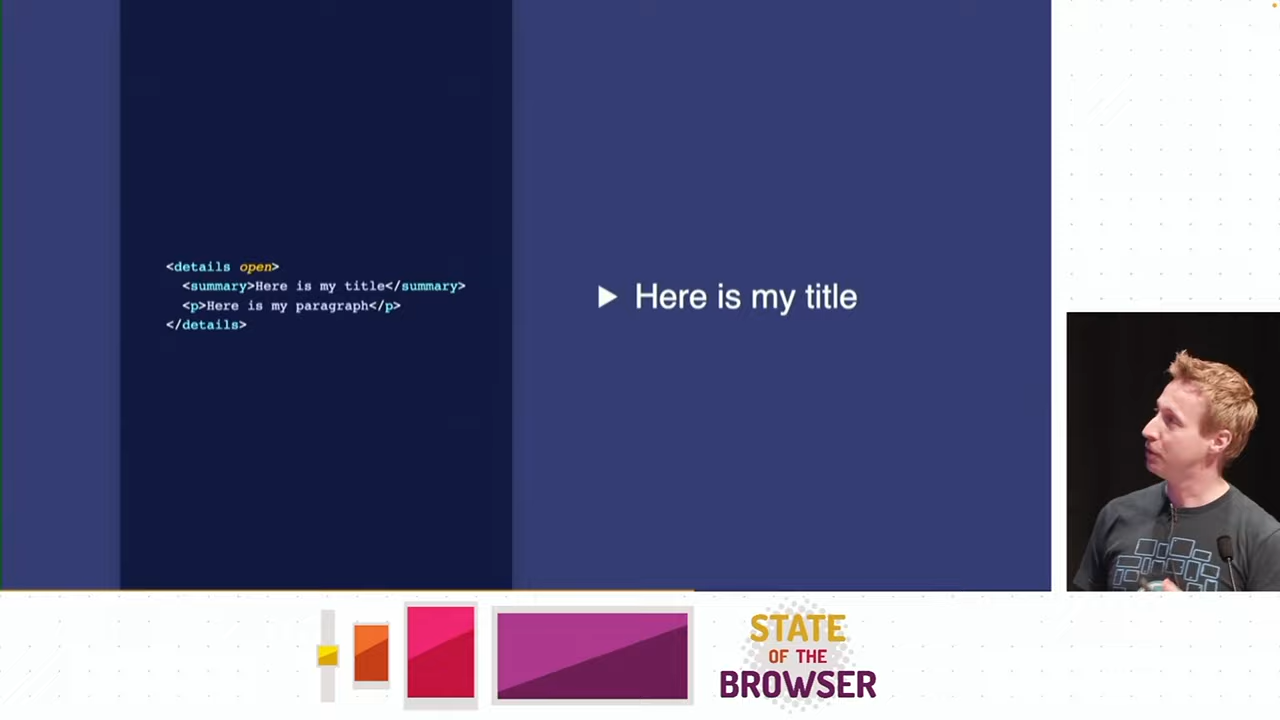 <details open>
<summary>Here is my title</summary>
<p>Here is my paragraph</p>
</details>
▶ Here is my title
STATE
OF THE
BROWSER